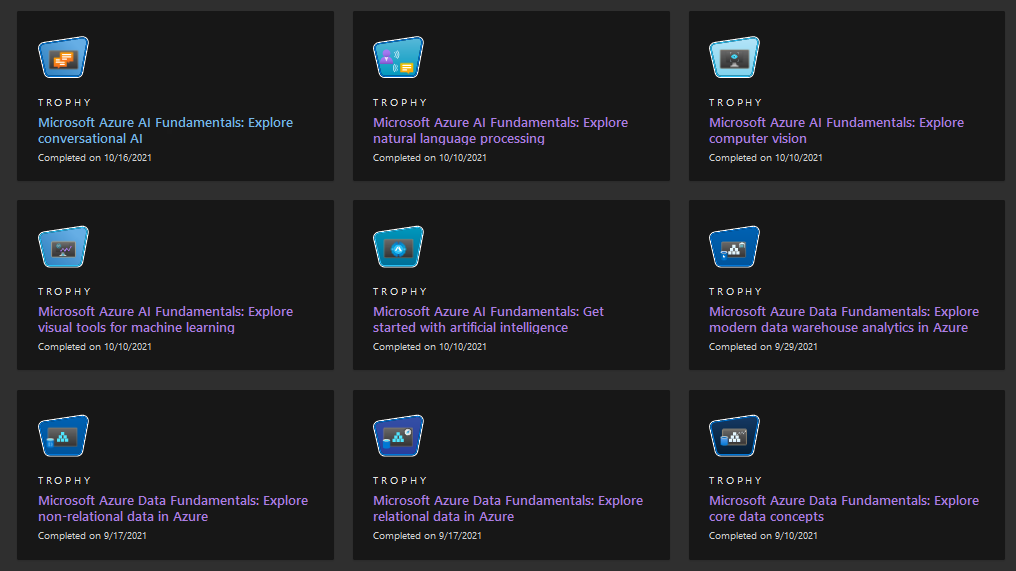 TROPHY
Microsoft Azure AI Fundamentals: Explore
conversational AI
Completed on 10/16/2021
TROPHY
Microsoft Azure AI Fundamentals: Explore
natural language processing
Completed on 10/10/2021
TROPHY
Microsoft Azure AI Fundamentals: Explore
computer vision
Completed on 10/10/2021
TROPHY
Microsoft Azure AI Fundamentals: Explore
visual tools for machine learning
Completed on 10/10/2021
TROPHY
Microsoft Azure AI Fundamentals: Get
started with artificial intelligence
Completed on 10/10/2021
TROPHY
Microsoft Azure Data Fundamentals: Explore
modern data warehouse analytics in Azure
Completed on 9/29/2021
TROPHY
Microsoft Azure Data Fundamentals: Explore
non-relational data in Azure
Completed on 9/17/2021
TROPHY
Microsoft Azure Data Fundamentals: Explore
relational data in Azure
Completed on 9/17/2021
TROPHY
Microsoft Azure Data Fundamentals: Explore
core data concepts
Completed on 9/10/2021